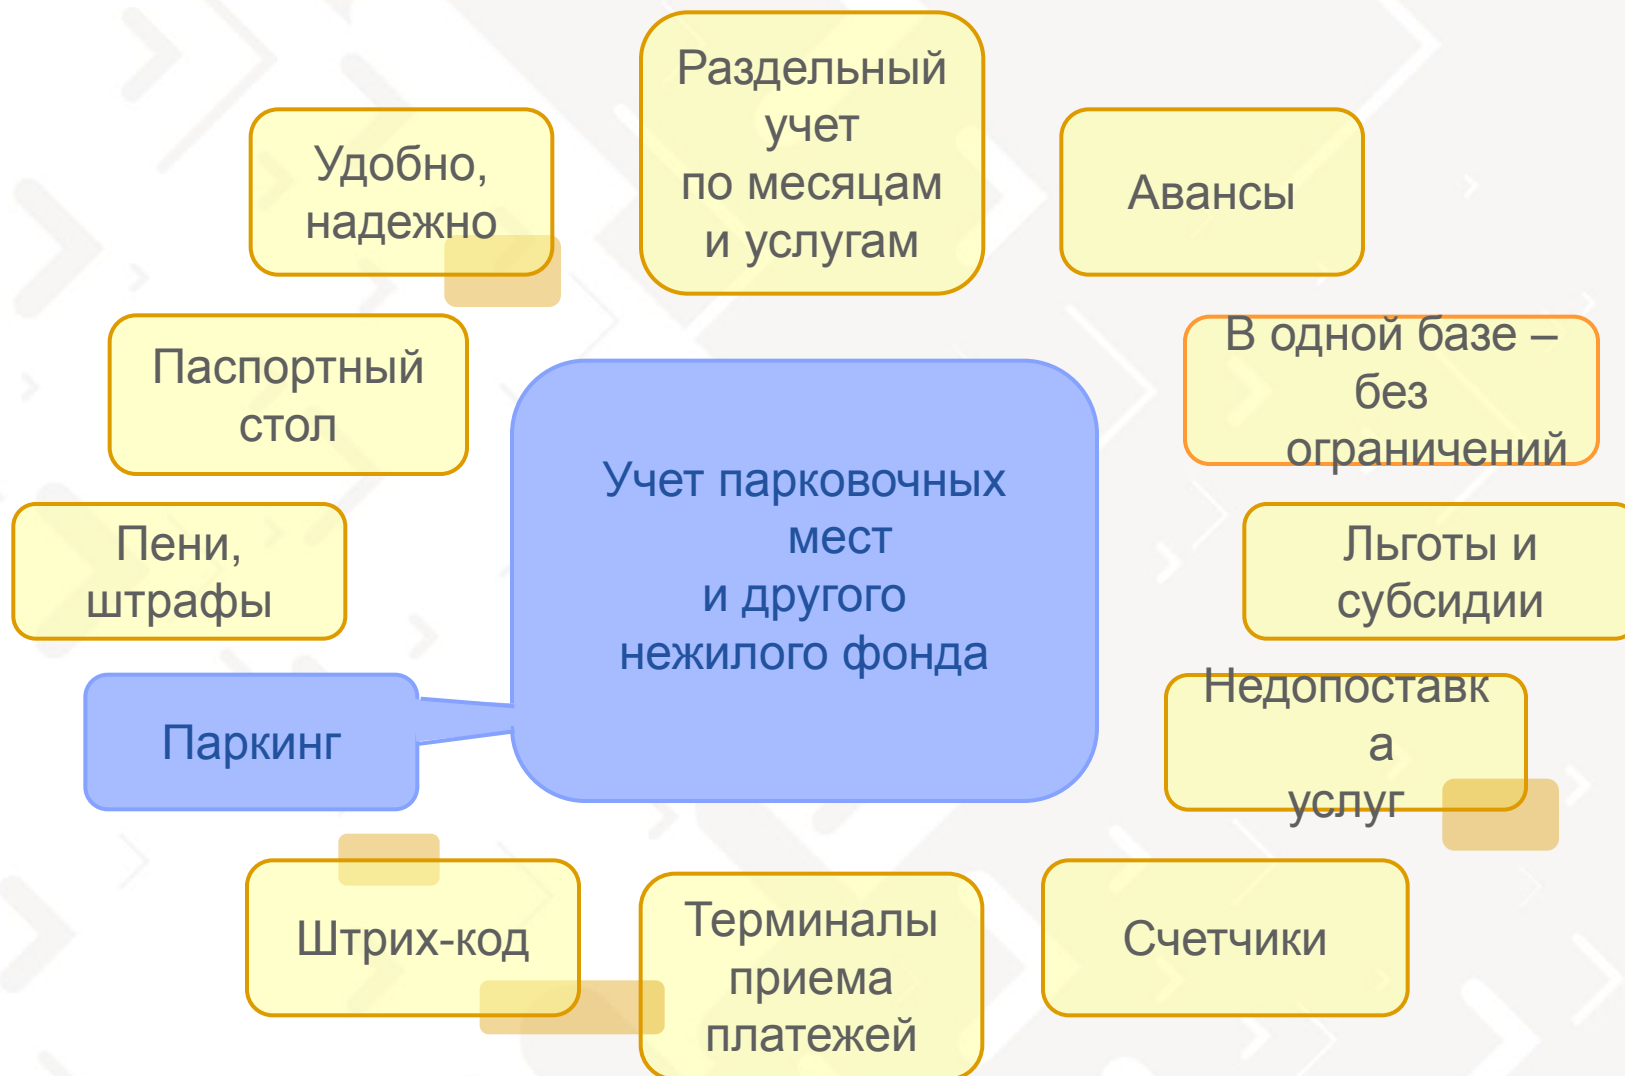 Раздельный
учет
по месяцам
и услугам
Удобно,
надежно
Авансы
Паспортный
стол
В одной базе –
без
ограничений
Учет парковочных
мест
и другого
нежилого фонда
Пени,
штрафы
Льготы и
субсидии
Паркинг
Недопоставк
а
услуг
Штрих-код
Терминалы
приема
платежей
Счетчики